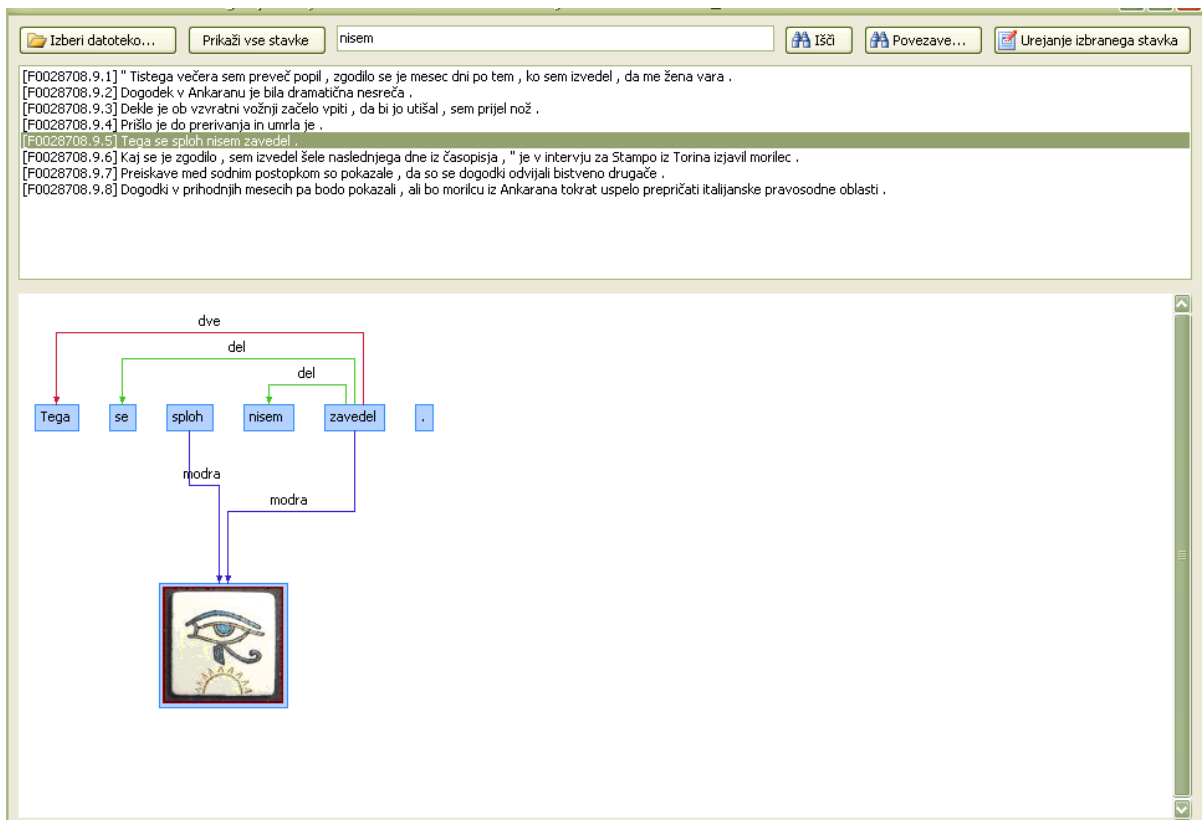 Izberi datoteko... Prikaži vse stavke nisem Išči Povezave... Urejanje izbranega stavka
[F0028708.9.1] " Tistega večera sem preveč popil , zgodilo se je mesec dni po tem , ko sem izvedel , da me žena vara .
[F0028708.9.2] Dogodek v Ankaranu je bila dramatična nesreča .
[F0028708.9.3] Dekle je ob vzvratni vožnji začelo vpiti , da bi jo utišal , sem prijel nož .
[F0028708.9.4] Prišlo je do prerivanja in umrla je .
[F0028708.9.5] Tega se sploh nisem zavedel .
[F0028708.9.6] Kaj se je zgodilo , sem izvedel šele naslednjega dne iz časopisja , " je v intervju za Stampo iz Torina izjavil morilec .
[F0028708.9.7] Preiskave med sodnim postopkom so pokazale , da so se dogodki odvijali bistveno drugače .
[F0028708.9.8] Dogodki v prihodnjih mesecih pa bodo pokazali , ali bo morilcu iz Ankarana tokrat uspelo prepričati italijanske pravosodne oblasti .
dve
del
del
Tega se sploh nisem zavedel .
modra
modra